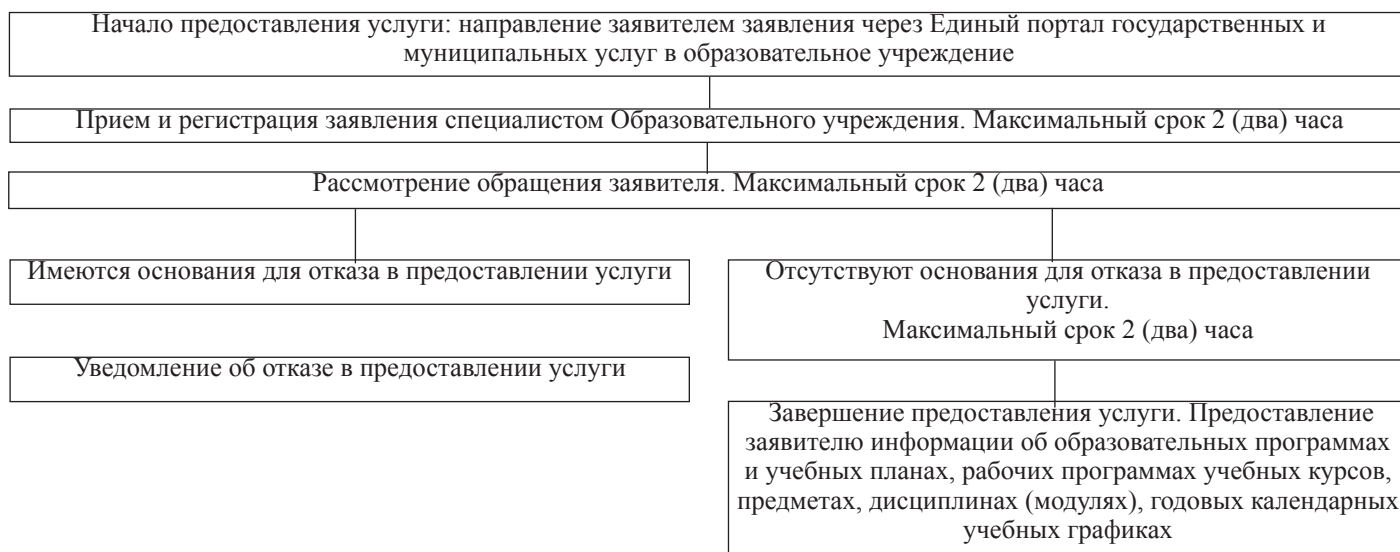 Начало предоставления услуги: направление заявителем заявления через Единый портал государственных и
муниципальных услуг в образовательное учреждение
Прием и регистрация заявления специалистом Образовательного учреждения. Максимальный срок 2 (два) часа
Рассмотрение обращения заявителя. Максимальный срок 2 (два) часа
Имеются основания для отказа в предоставлении услуги
Отсутствуют основания для отказа в предоставлении
услуги.
Максимальный срок 2 (два) часа
Уведомление об отказе в предоставлении услуги
Завершение предоставления услуги. Предоставление
заявителю информации об образовательных программах
и учебных планах, рабочих программах учебных курсов,
предметах, дисциплинах (модулях), годовых календарных
учебных графиках